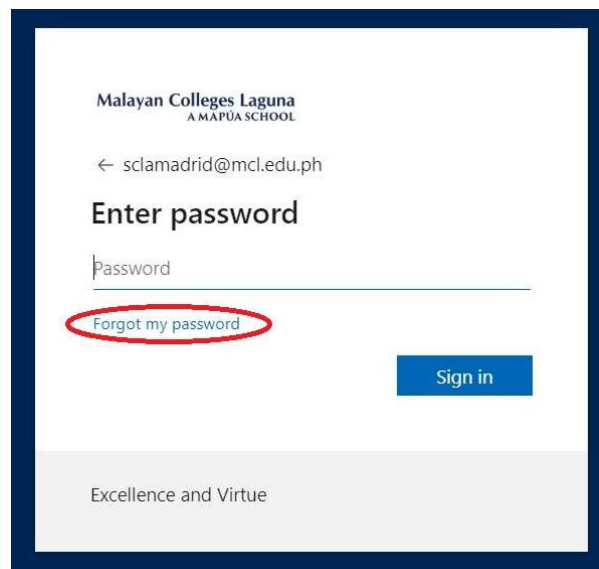 Malayan Colleges Laguna
A MAPÚA SCHOOL
← sclamadrid@mcl.edu.ph
Enter password
Password
Forgot my password
Sign in
Excellence and Virtue